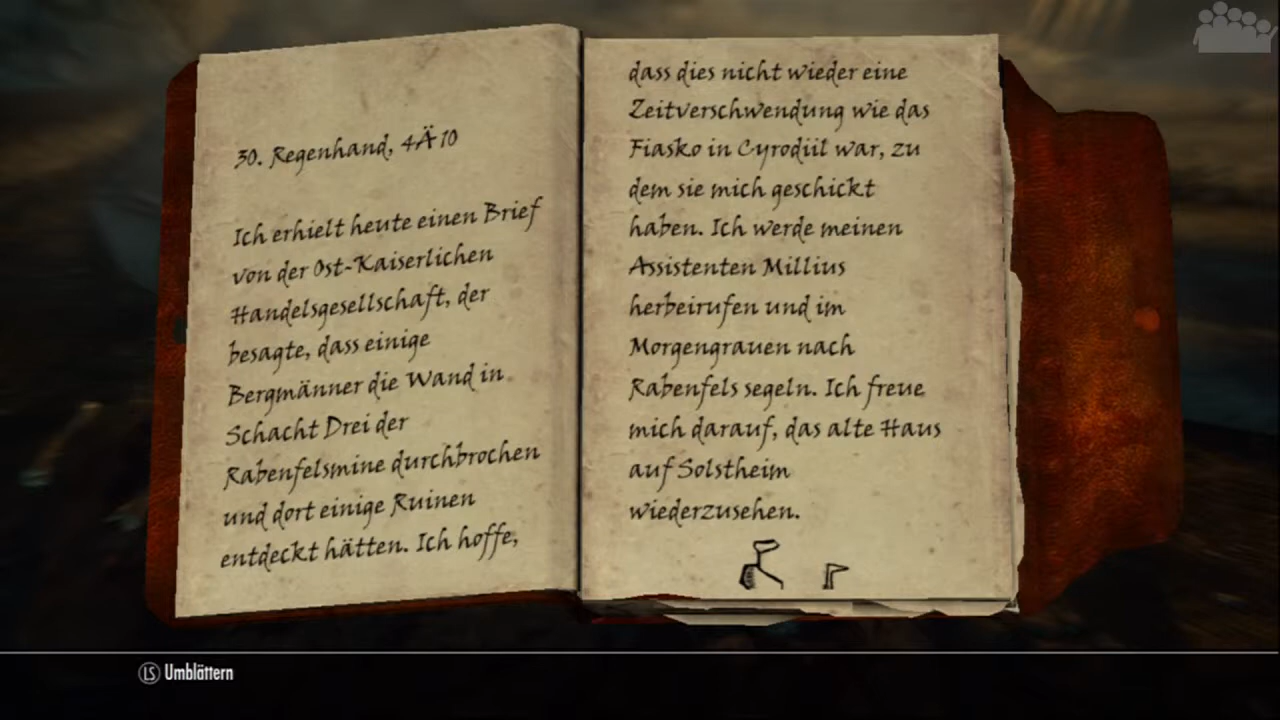 30. Regenhand, 4Ä10
Ich erhielt heute einen Brief
von der Ost-Kaiserlichen
Handelsgesellschaft, der
besagte, dass einige
Bergmänner die Wand in
Schacht Drei der
Rabenfelsmine durchbrochen
und dort einige Ruinen
entdeckt hätten. Ich hoffe,
dass dies nicht wieder eine
Zeitverschwendung wie das
Fiasko in Cyrodiil war, zu
dem sie mich geschickt
haben. Ich werde meinen
Assistenten Millius
herbeirufen und im
Morgengrauen nach
Rabenfels segeln. Ich freue
mich darauf, das alte Haus
auf Solstheim
wiederzusehen.
LS Umblättern